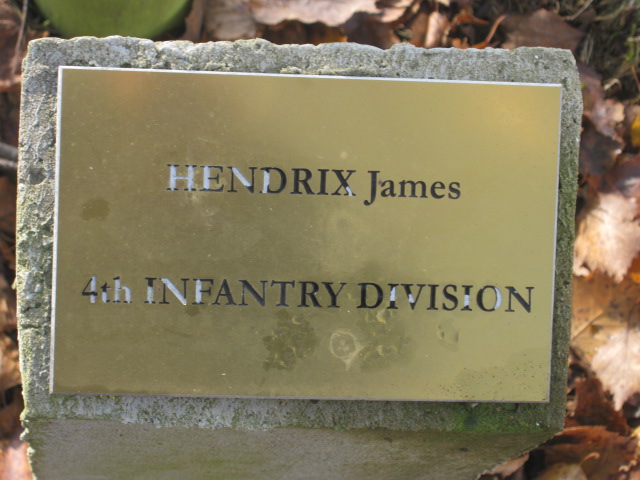 HENDRIX James
4th INFANTRY DIVISION